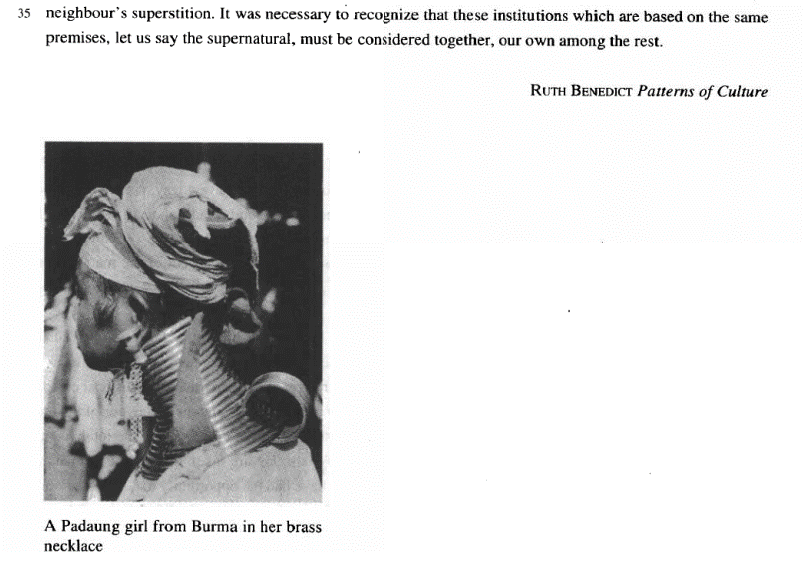 35 neighbour's superstition. It was necessary to recognize that these institutions which are based on the same
premises, let us say the supernatural, must be considered together, our own among the rest.
RUTH BENEDICT Patterns of Culture
A Padaung girl from Burma in her brass
necklace